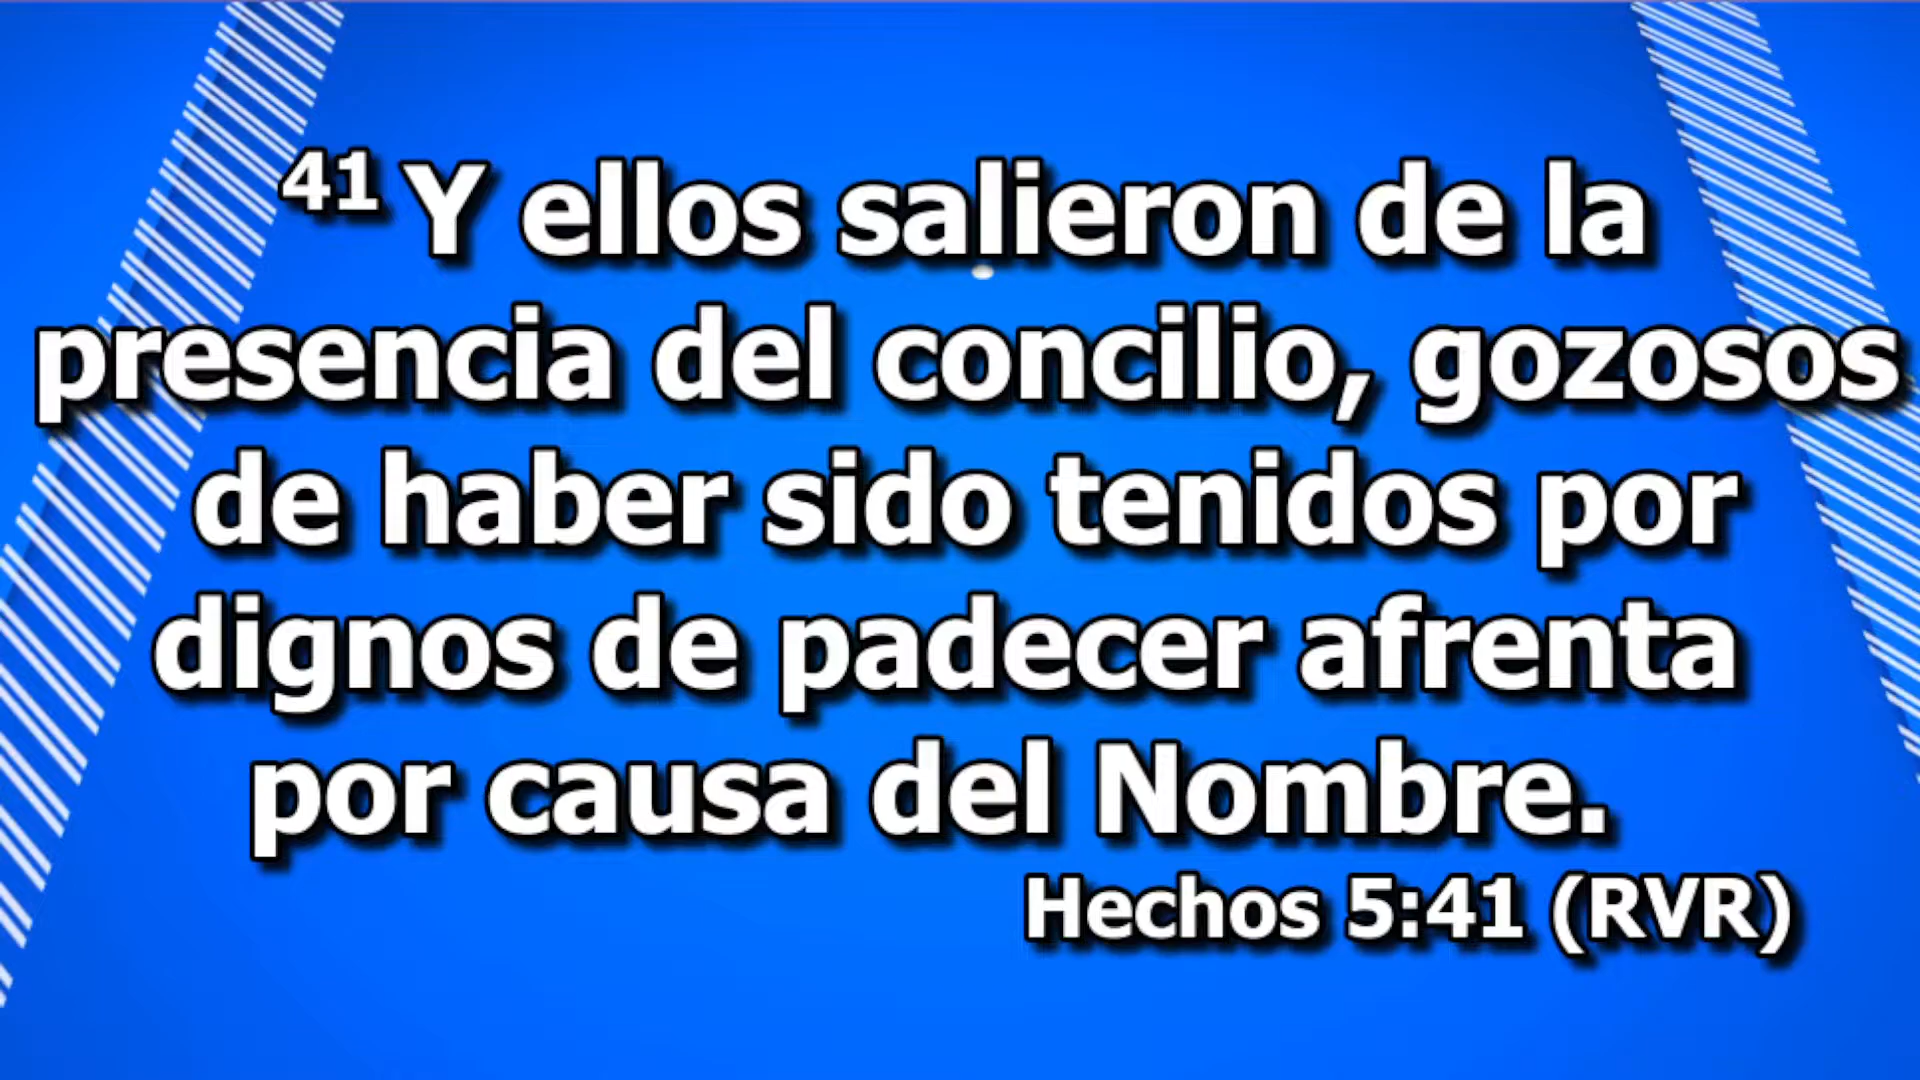 41 Y ellos salieron de la
presencia del concilio, gozosos
de haber sido tenidos por
dignos de padecer afrenta
por causa del Nombre.
Hechos 5:41 (RVR)